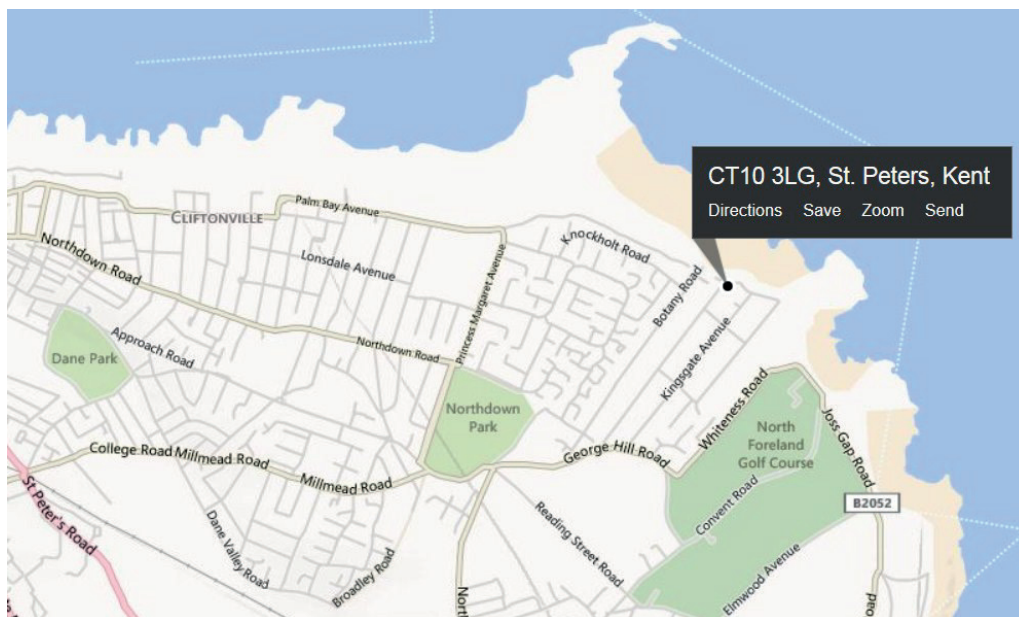 CT10 3LG, St. Peters, Kent
Directions Save Zoom Send
CLIFTONVILLE
Palm Bay Avenue
Knockholt Road
Northdown Road
Lonsdale Avenue
Princess Margaret Avenue
Botany Road
Kingsgate Avenue
Approach Road
Northdown Road
Dane Park
Northdown
Park
Whiteness Road
North
Foreland
Golf Course
Joss Gap Road
College Road
Millmead Road
Millmead Road
George Hill Road
B2052
St Peter's Road
Dane Valley Road
Broadley Road
Reading Street Road
Convent Road
Elmwood Avenue
North
oad